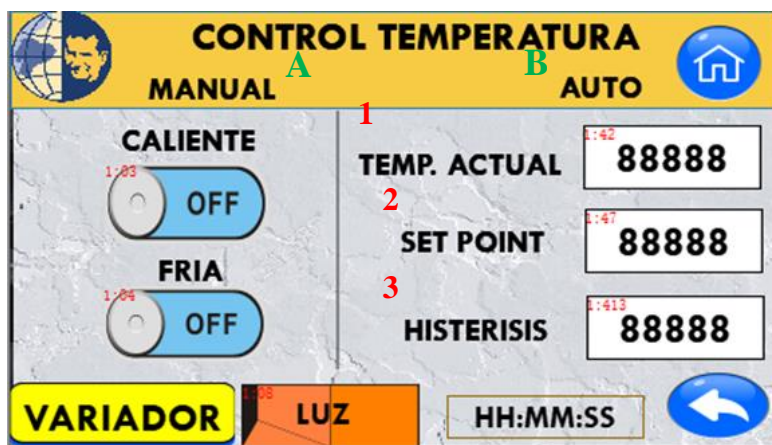 CONTROL TEMPERATURA
A B
MANUAL AUTO
1
CALIENTE
1:03
OFF
TEMP. ACTUAL
1:42
88888
2
SET POINT
1:47
88888
FRIA
1:04
OFF
3
HISTERISIS
1:413
88888
VARIADOR
1:08
LUZ
HH:MM:SS